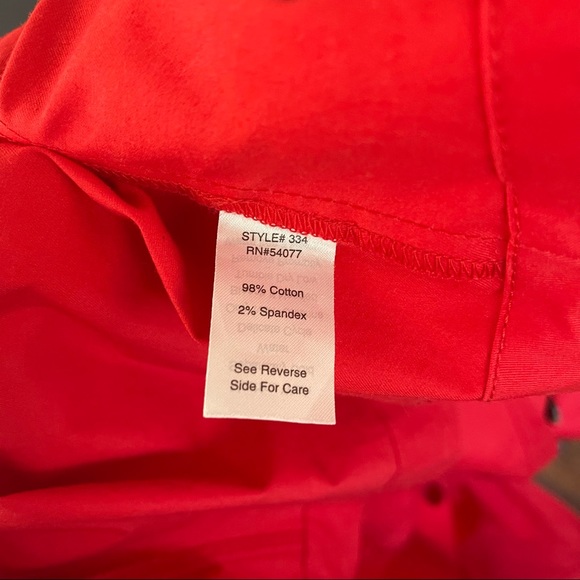 STYLE# 334
RN#54077
98% Cotton
2% Spandex
See Reverse
Side For Care